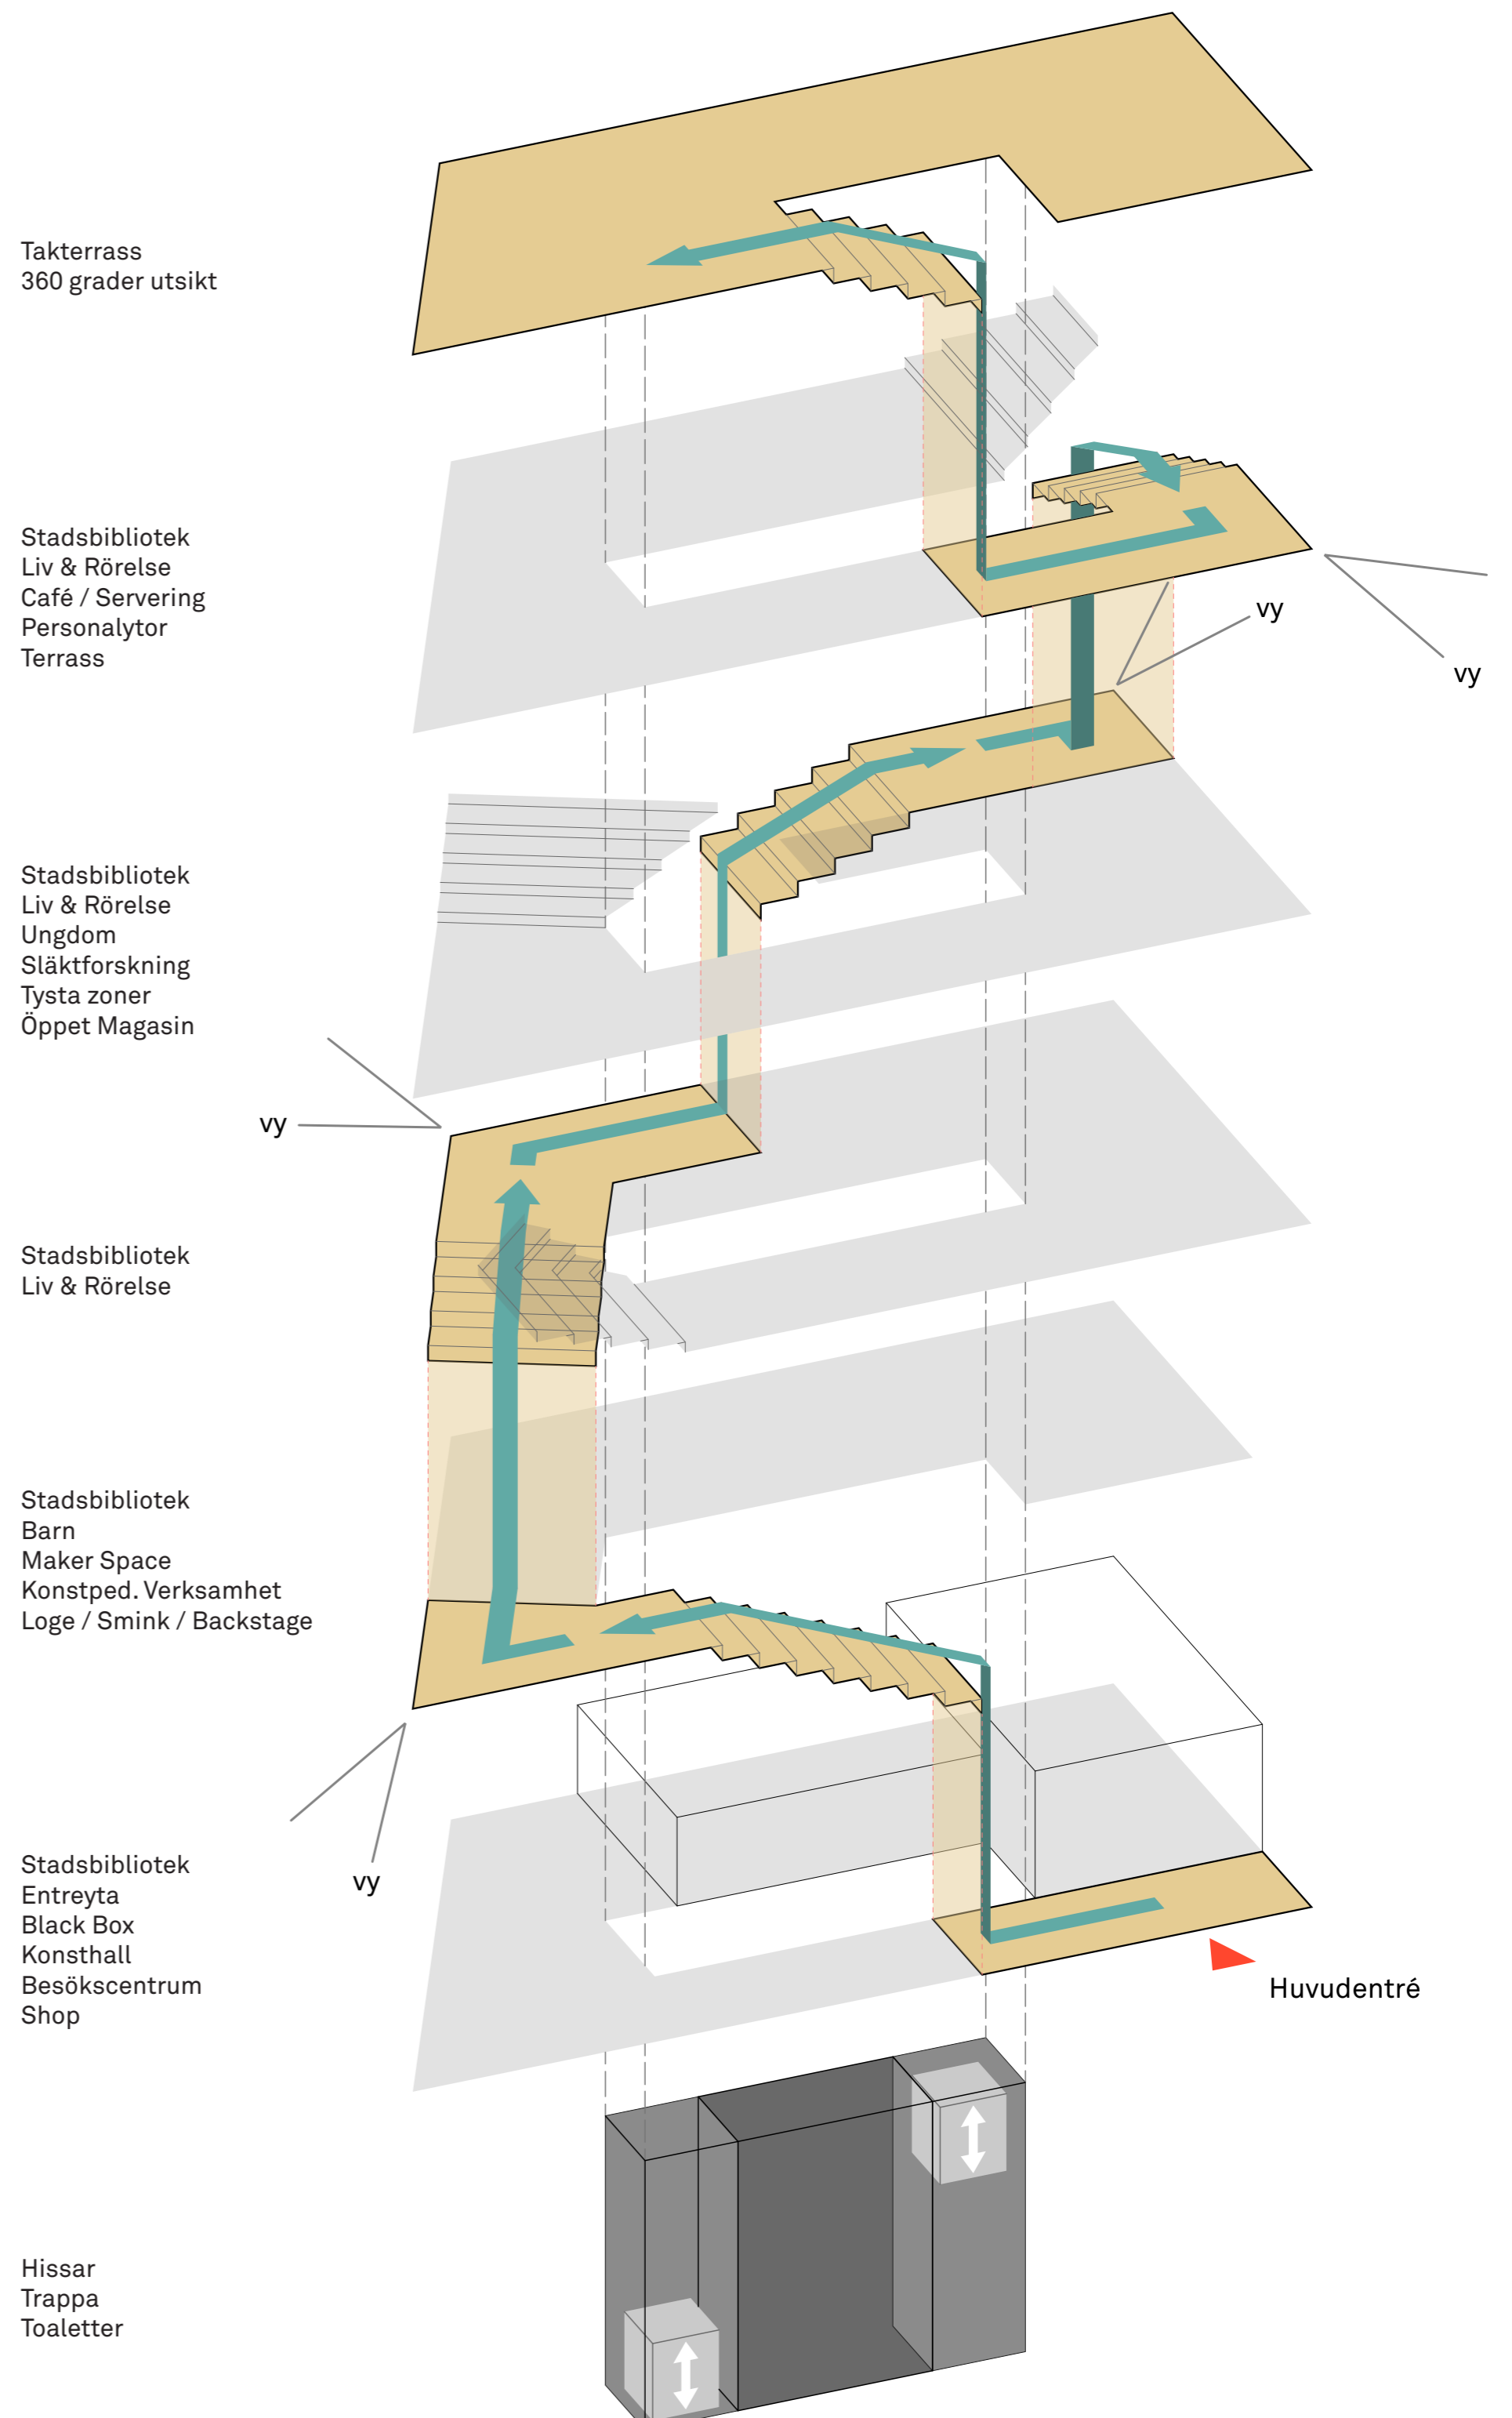 Takterrass
360 grader utsikt
Stadsbibliotek
Liv & Rörelse
Café / Servering
Personalytor
Terrass
vy
vy
Stadsbibliotek
Liv & Rörelse
Ungdom
Släktforskning
Tysta zoner
Öppet Magasin
vy
Stadsbibliotek
Liv & Rörelse
Stadsbibliotek
Barn
Maker Space
Konstped. Verksamhet
Loge / Smink / Backstage
Stadsbibliotek
Entreyta
Black Box
Konsthall
Besökscentrum
Shop
vy
Huvudentré
Hissar
Trappa
Toaletter